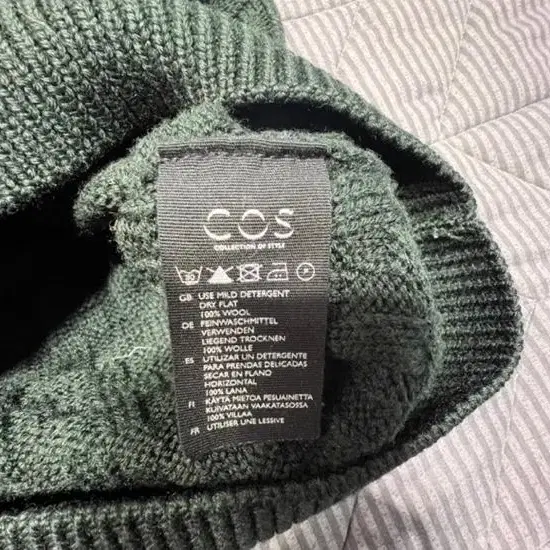 COS
COLLECTION OF STYLE
GB USE MILD DETERGENT
DRY FLAT
100% WOOL
DE FEINWASCHMITTEL
VERWENDEN
LIEGEND TROCKNEN
100% WOLLE
ES UTILIZAR UN DETERGENTE
PARA PRENDAS DELICADAS
SECAR EN PLANO
HORIZONTAL
100% LANA
FI KÄYTÄ MIETOA PESUAINETTA
KUIVATAAN VAAKATASOSSA
100% VILLAA
FR UTILISER UNE LESSIVE